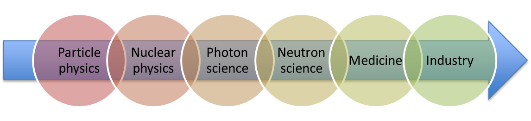 Particle
physics
Nuclear
physics
Photon
science
Neutron
science
Medicine
Industry